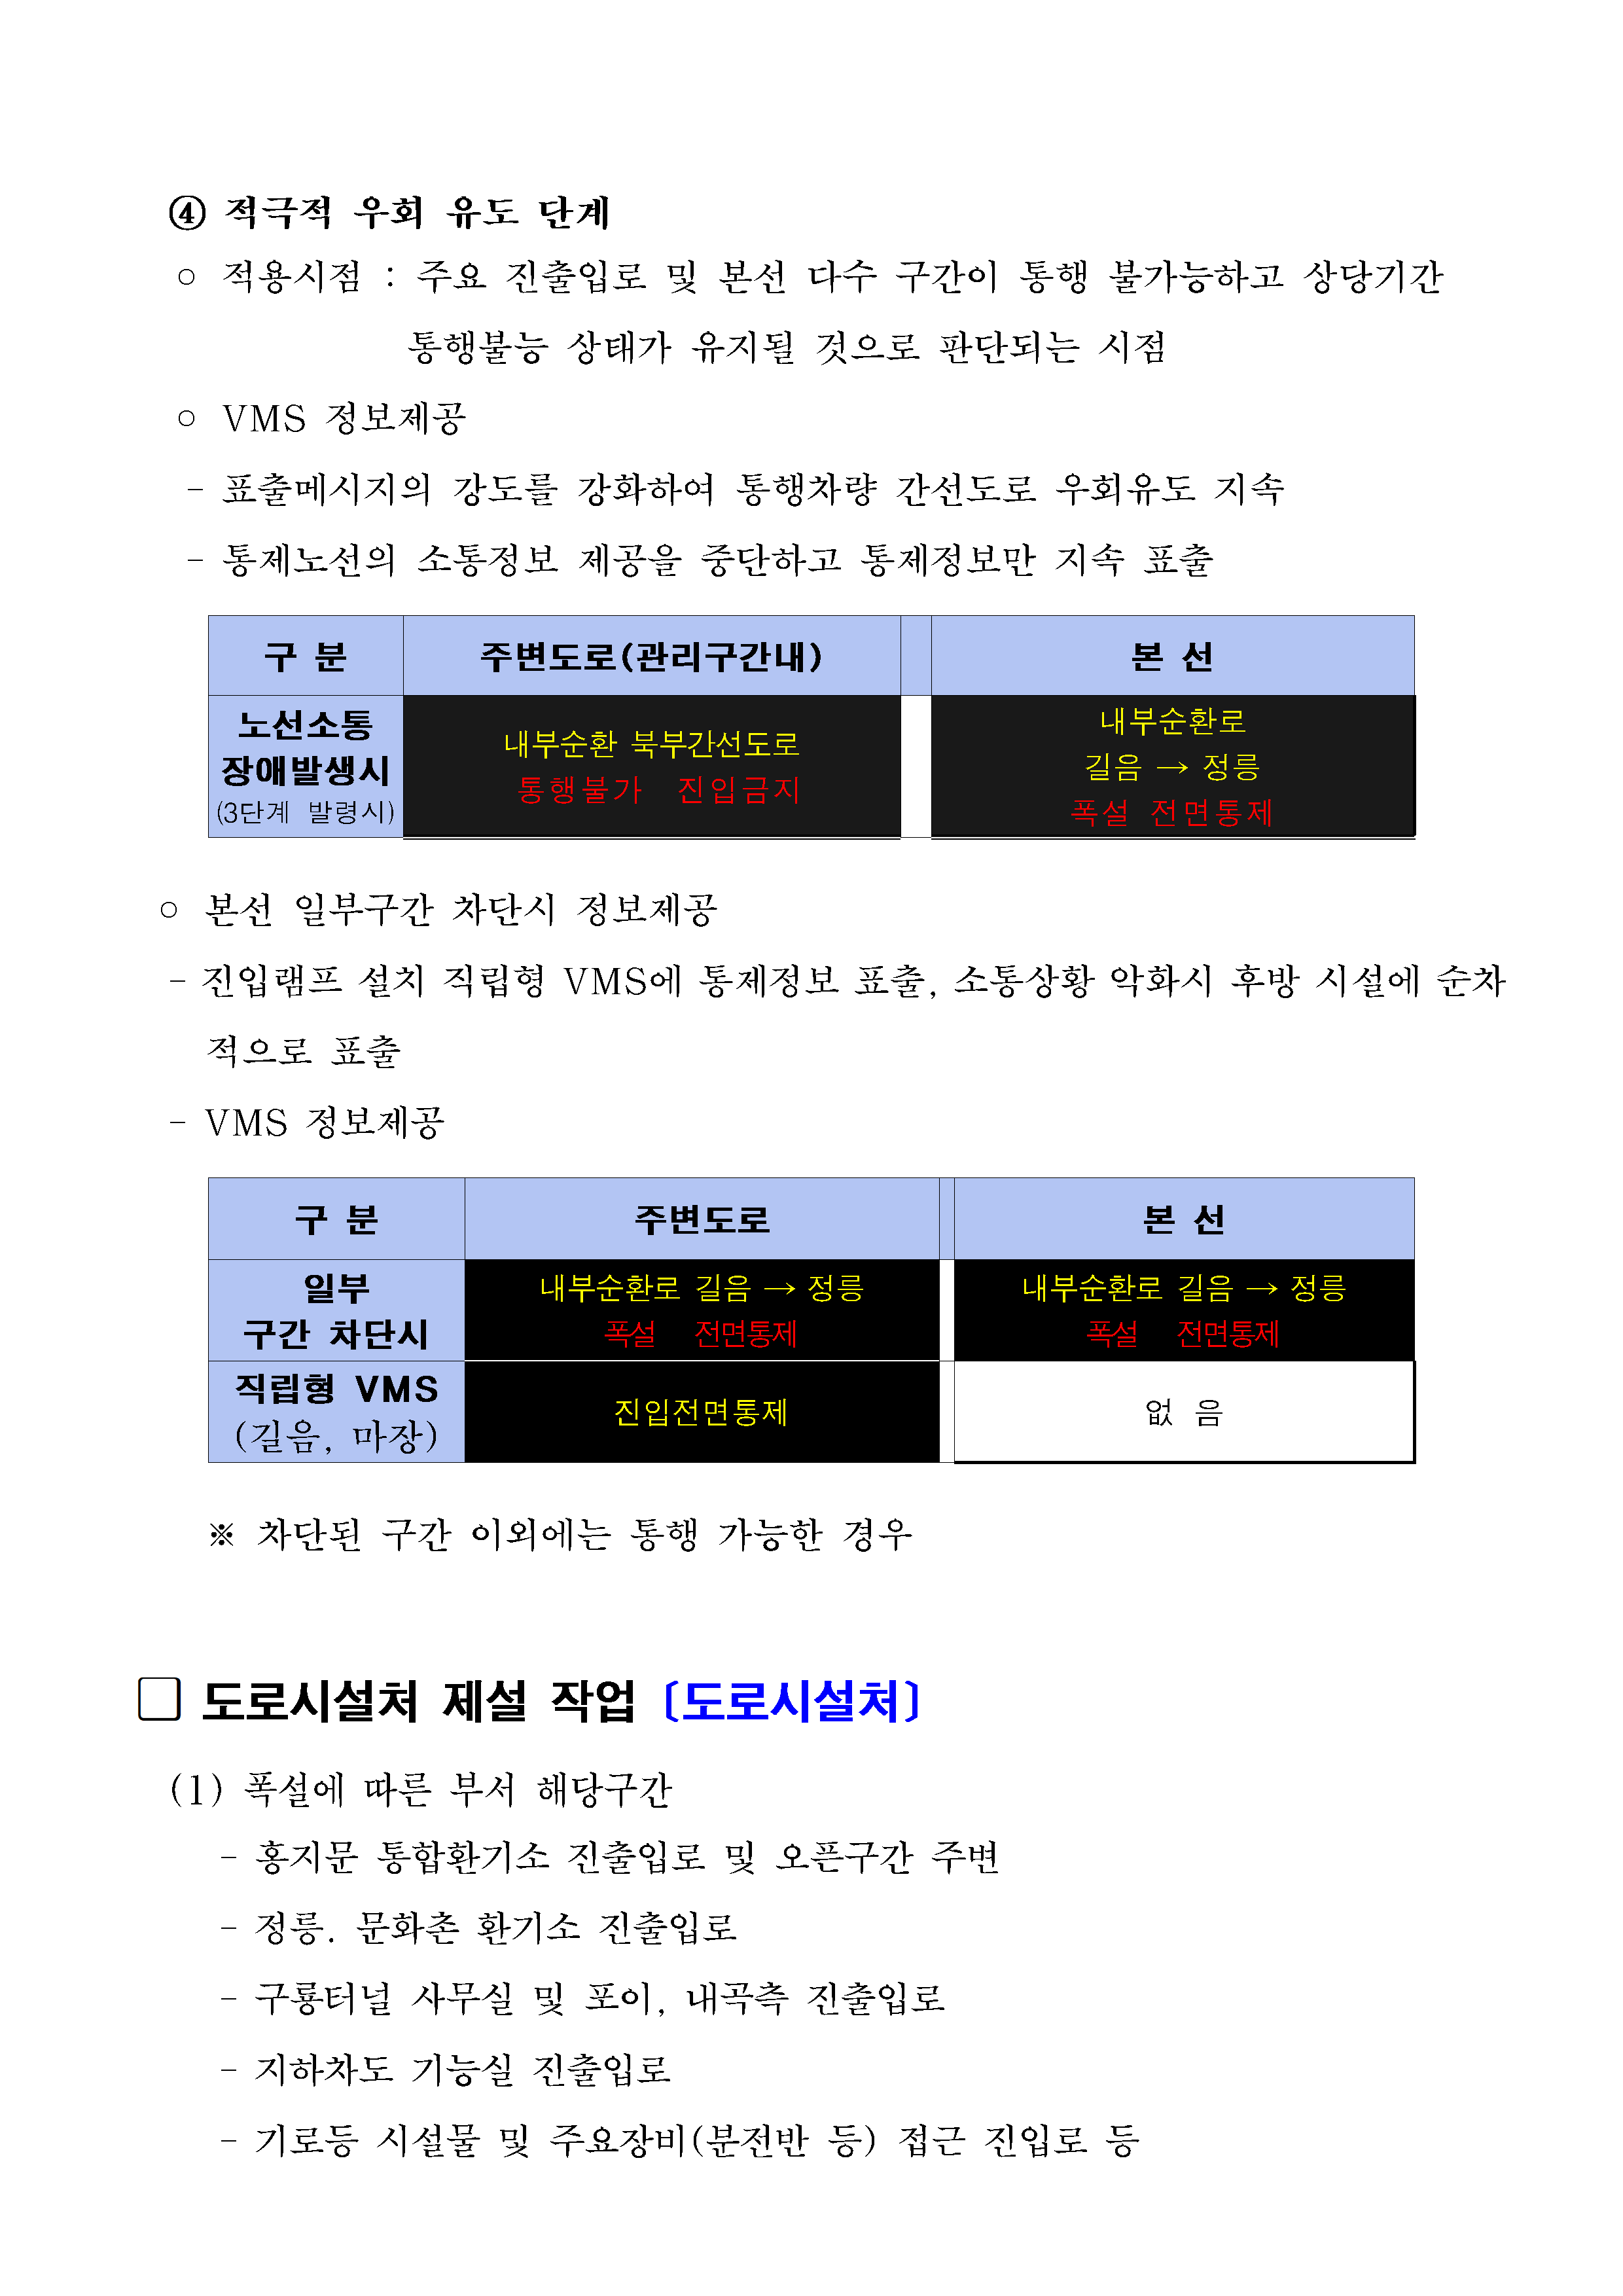 ④ 적극적 우회 유도 단계
○ 적용시점 : 주요 진출입로 및 본선 다수 구간이 통행 불가능하고 상당기간
통행불능 상태가 유지될 것으로 판단되는 시점
○ VMS 정보제공
- 표출메시지의 강도를 강화하여 통행차량 간선도로 우회유도 지속
- 통제노선의 소통정보 제공을 중단하고 통제정보만 지속 표출
구 분 주변도로(관리구간내) 본 선
노선소통
장애발생시
(3단계 발령시)
내부순환 북부간선도로
통행불가 진입금지
내부순환로
길음 → 정릉
폭설 전면통제
○ 본선 일부구간 차단시 정보제공
- 진입램프 설치 직립형 VMS에 통제정보 표출, 소통상황 악화시 후방 시설에 순차
적으로 표출
- VMS 정보제공
구 분 주변도로 본 선
일부
구간 차단시
내부순환로 길음 → 정릉
폭설 전면통제
내부순환로 길음 → 정릉
폭설 전면통제
직립형 VMS
(길음, 마장)
진입전면통제
없 음
※ 차단된 구간 이외에는 통행 가능한 경우
□ 도로시설처 제설 작업 〔도로시설처〕
(1) 폭설에 따른 부서 해당구간
- 홍지문 통합환기소 진출입로 및 오픈구간 주변
- 정릉. 문화촌 환기소 진출입로
- 구룡터널 사무실 및 포이, 내곡측 진출입로
- 지하차도 기능실 진출입로
- 기로등 시설물 및 주요장비(분전반 등) 접근 진입로 등